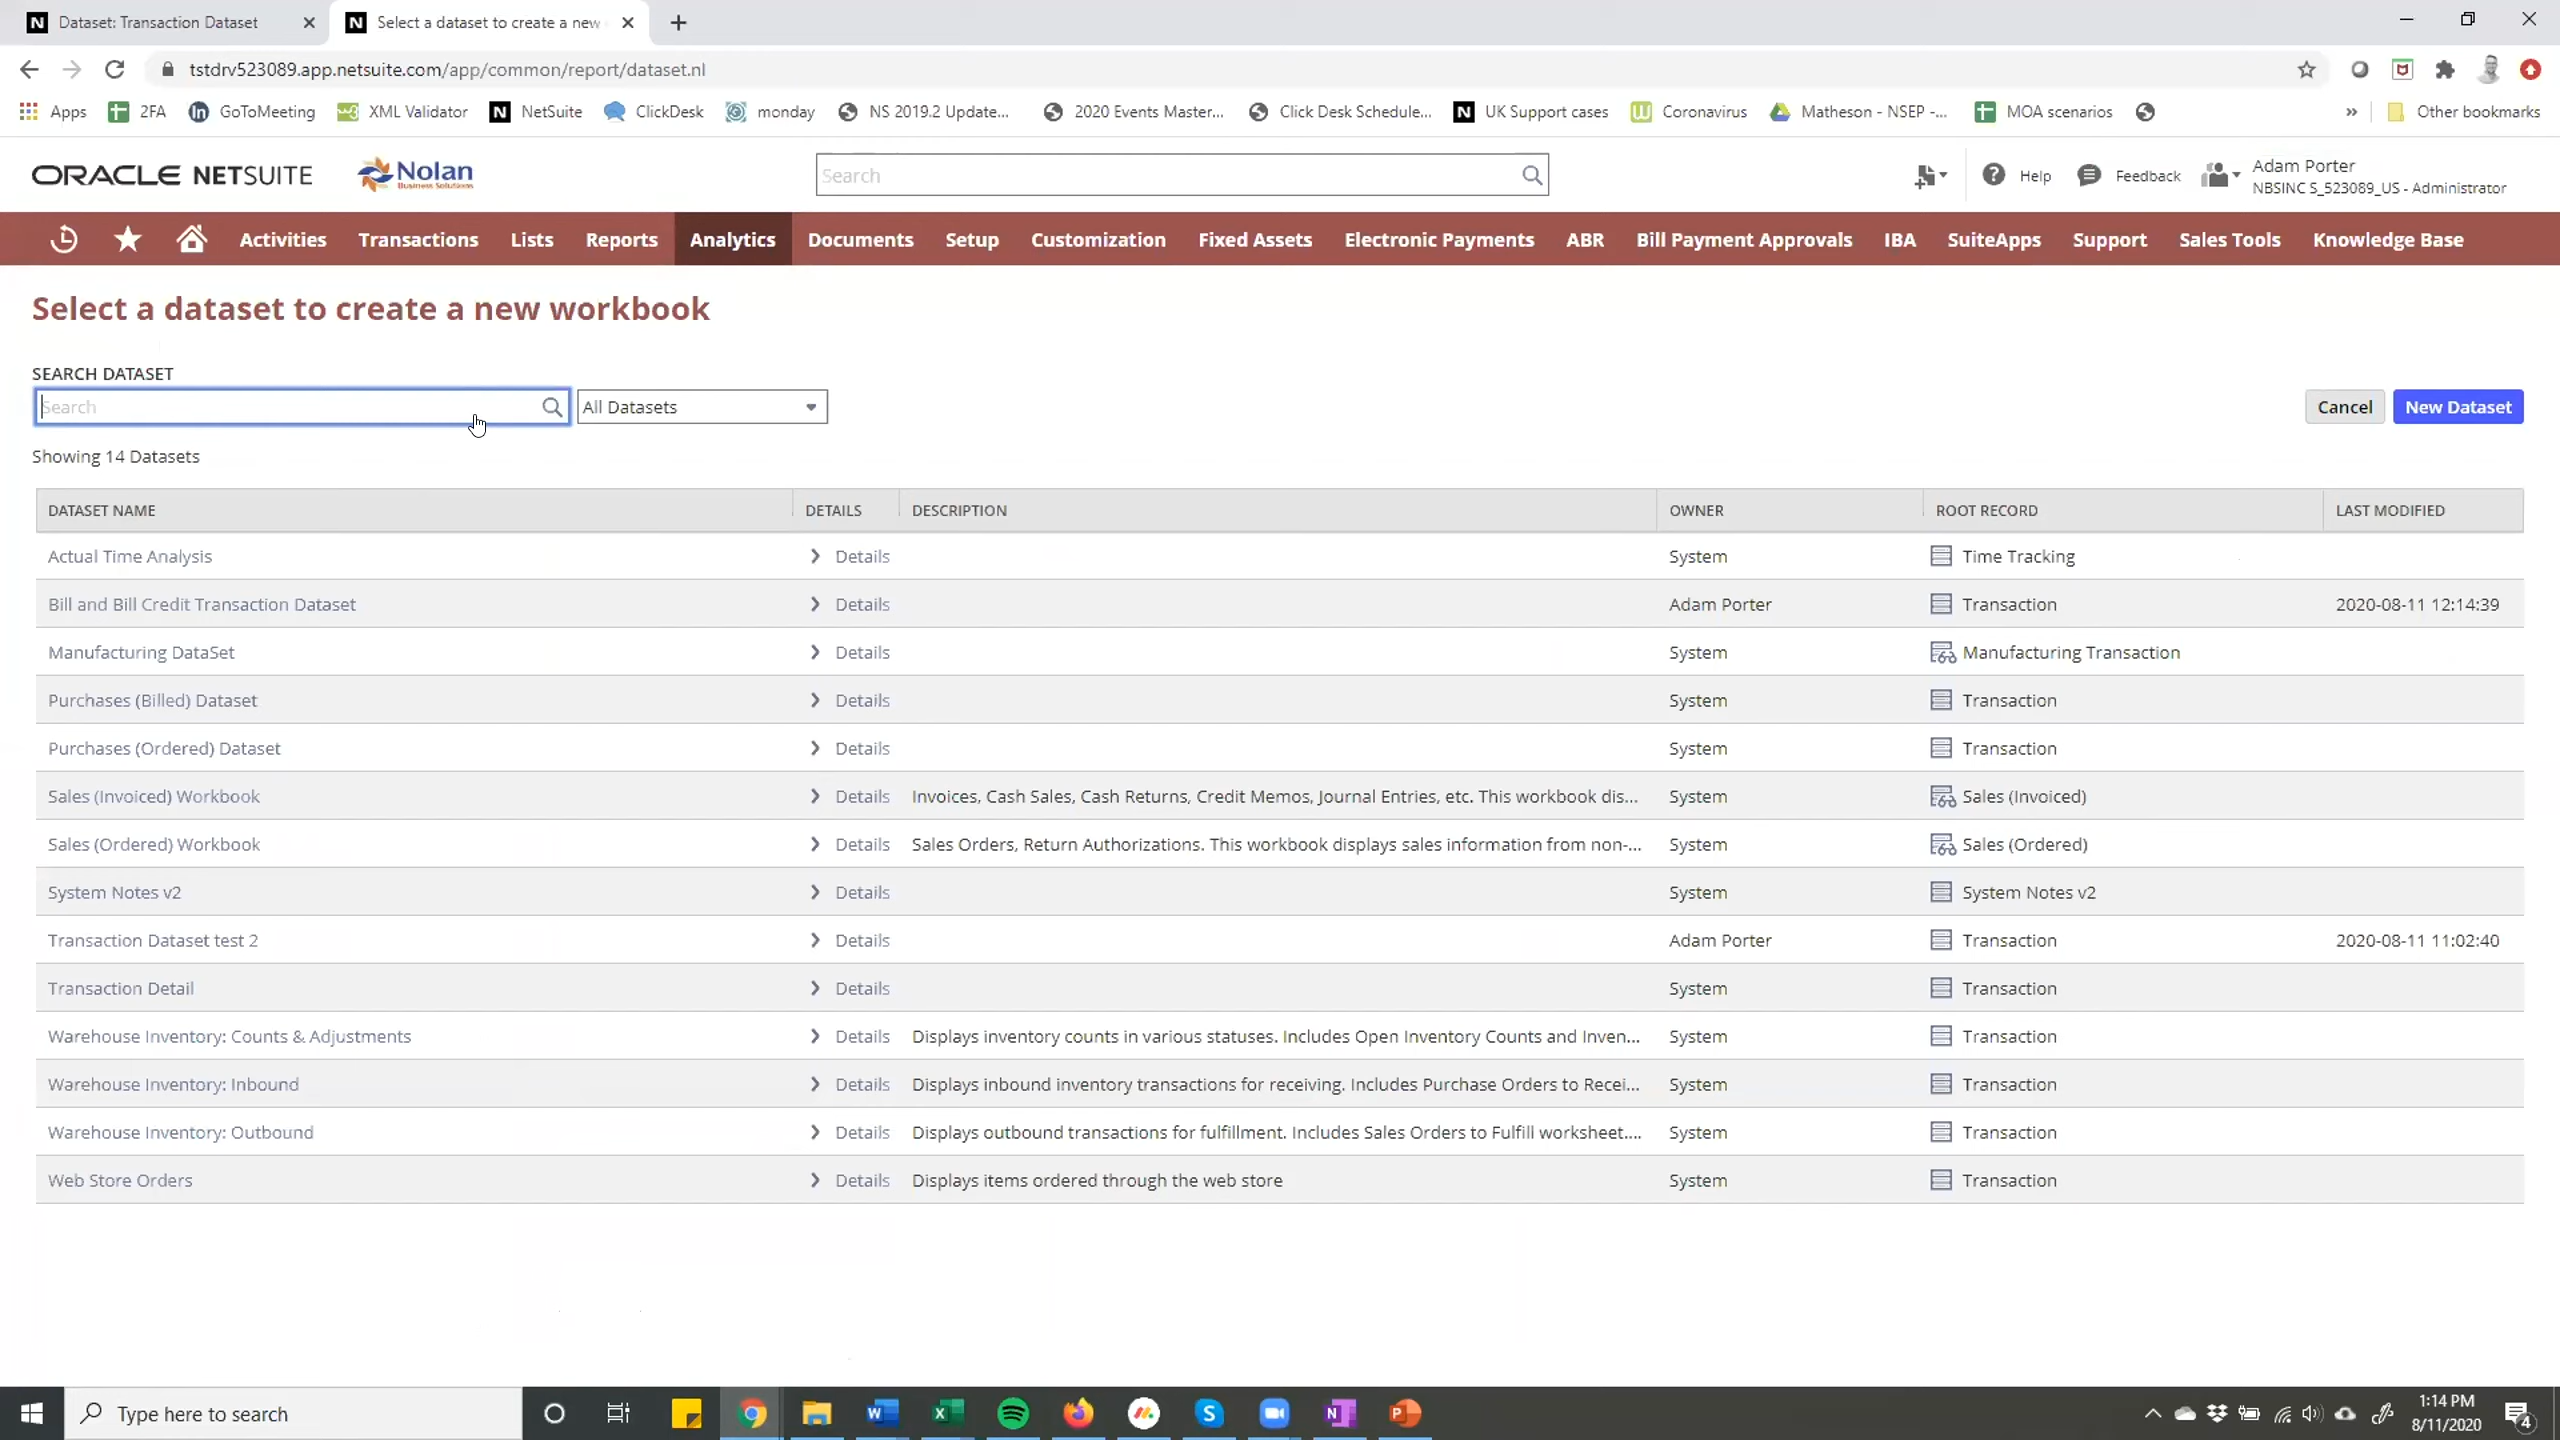 Dataset: Transaction Dataset
Select a dataset to create a new
tstdrv523089.app.netsuite.com/app/common/report/dataset.nl
Apps 2FA GoToMeeting XML Validator NetSuite ClickDesk monday NS 2019.2 Update... 2020 Events Master... Click Desk Schedule... UK Support cases Coronavirus Matheson - NSEP -... MOA scenarios » Other bookmarks
ORACLE NETSUITE Nolan Business Solutions Search Help Feedback Adam Porter
NBSINC S_523089_US - Administrator
Activities Transactions Lists Reports Analytics Documents Setup Customization Fixed Assets Electronic Payments ABR Bill Payment Approvals IBA SuiteApps Support Sales Tools Knowledge Base
Select a dataset to create a new workbook
SEARCH DATASET
Search All Datasets Cancel New Dataset
Showing 14 Datasets
DATASET NAME DETAILS DESCRIPTION OWNER ROOT RECORD LAST MODIFIED
Actual Time Analysis Details System Time Tracking
Bill and Bill Credit Transaction Dataset Details Adam Porter Transaction 2020-08-11 12:14:39
Manufacturing DataSet Details System Manufacturing Transaction
Purchases (Billed) Dataset Details System Transaction
Purchases (Ordered) Dataset Details System Transaction
Sales (Invoiced) Workbook Details Invoices, Cash Sales, Cash Returns, Credit Memos, Journal Entries, etc. This workbook dis... System Sales (Invoiced)
Sales (Ordered) Workbook Details Sales Orders, Return Authorizations. This workbook displays sales information from non-... System Sales (Ordered)
System Notes v2 Details System System Notes v2
Transaction Dataset test 2 Details Adam Porter Transaction 2020-08-11 11:02:40
Transaction Detail Details System Transaction
Warehouse Inventory: Counts & Adjustments Details Displays inventory counts in various statuses. Includes Open Inventory Counts and Inven... System Transaction
Warehouse Inventory: Inbound Details Displays inbound inventory transactions for receiving. Includes Purchase Orders to Recei... System Transaction
Warehouse Inventory: Outbound Details Displays outbound transactions for fulfillment. Includes Sales Orders to Fulfill worksheet.... System Transaction
Web Store Orders Details Displays items ordered through the web store System Transaction
Type here to search
1:14 PM
8/11/2020
4